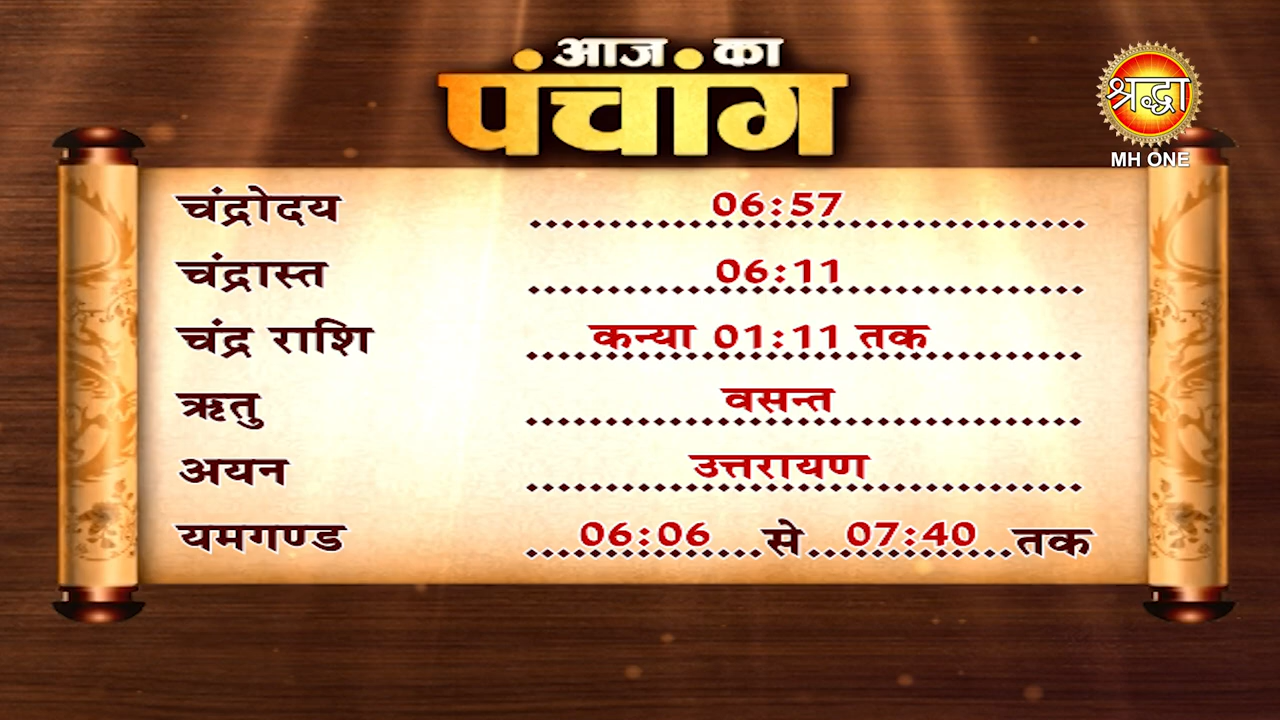 आज का
पंचांग
श्रद्धा
MH ONE
चंद्रोदय 06:57
चंद्रास्त 06:11
चंद्र राशि कन्या 01:11 तक
ऋतु वसन्त
अयन उत्तरायण
यमगण्ड 06:06 से 07:40 तक